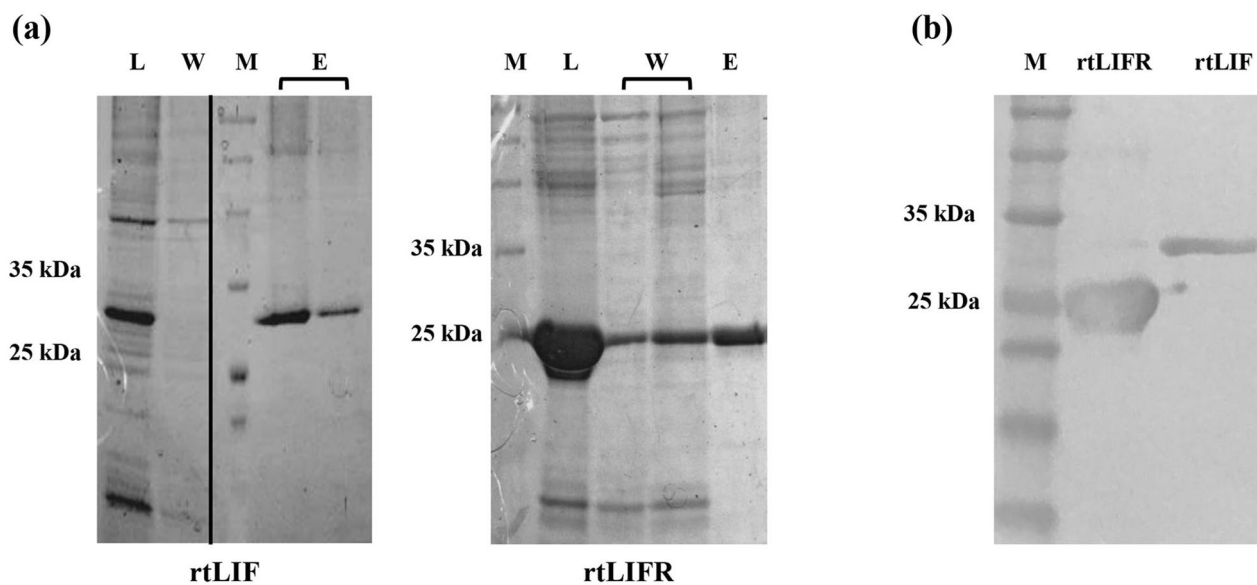 (a)
L W M E
35 kDa
25 kDa
rtLIF
M L W E
35 kDa
25 kDa
rtLIFR
(b)
M rtLIFR rtLIF
35 kDa
25 kDa